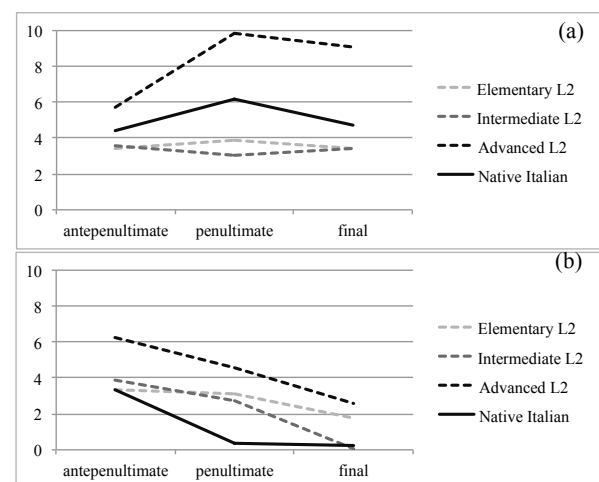 (a)
10
8
6
4
2
0
antepenultimate penultimate final
Elementary L2
Intermediate L2
Advanced L2
Native Italian
(b)
10
8
6
4
2
0
antepenultimate penultimate final
Elementary L2
Intermediate L2
Advanced L2
Native Italian